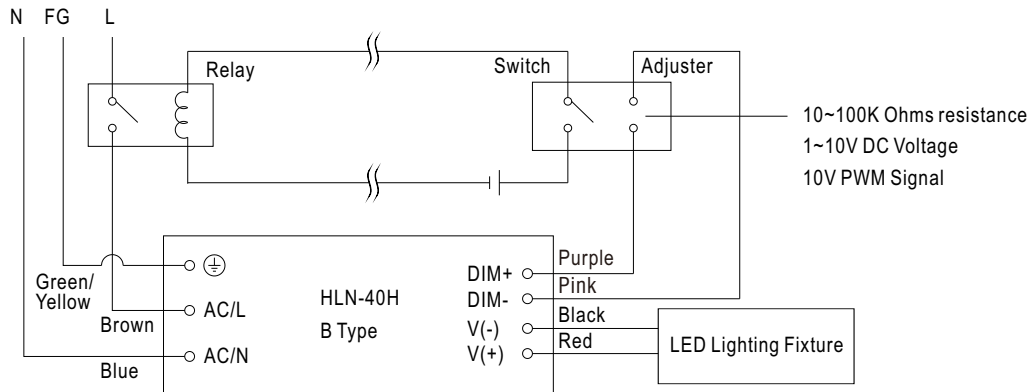 N FG L
Relay
Switch
Adjuster
10~100K Ohms resistance
1~10V DC Voltage
10V PWM Signal
Green/
Yellow
Brown
Blue
AC/L
AC/N
HLN-40H
B Type
DIM+
DIM-
V(-)
V(+)
Purple
Pink
Black
Red
LED Lighting Fixture